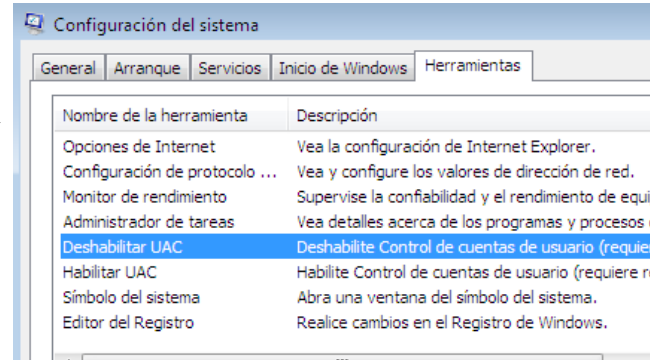 Configuración del sistema
General Arranque Servicios Inicio de Windows Herramientas
Nombre de la herramienta Descripción
Opciones de Internet Vea la configuración de Internet Explorer.
Configuración de protocolo ... Vea y configure los valores de dirección de red.
Monitor de rendimiento Supervise la confiabilidad y el rendimiento de equi
Administrador de tareas Vea detalles acerca de los programas y procesos
Deshabilitar UAC Deshabilite Control de cuentas de usuario (requie
Habilitar UAC Habilite Control de cuentas de usuario (requiere r
Símbolo del sistema Abra una ventana del símbolo del sistema.
Editor del Registro Realice cambios en el Registro de Windows.